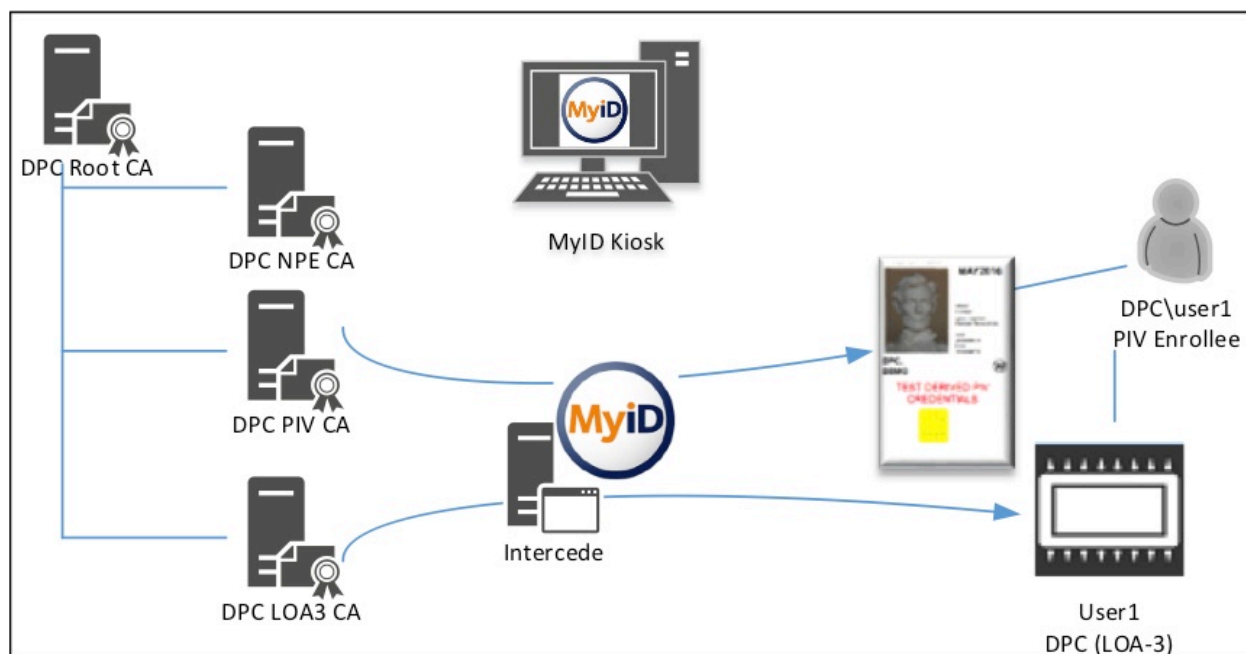 DPC Root CA
MyiD
MyID Kiosk
DPC NPE CA
MAY2016
DPC\user1
PIV Enrollee
DPC,
DEMO
TEST DERIVED PIV
CREDENTIALS
DPC PIV CA
MyiD
Intercede
DPC LOA3 CA
User1
DPC (LOA-3)